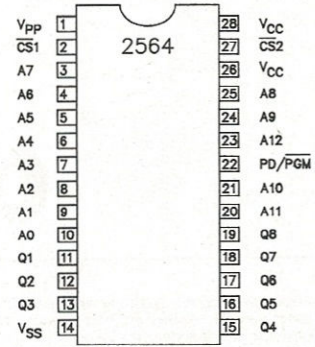 VPP 1 28 VCC
CS1 2 2564 27 CS2
A7 3 26 VCC
A6 4 25 A8
A5 5 24 A9
A4 6 23 A12
A3 7 22 PD/PGM
A2 8 21 A10
A1 9 20 A11
A0 10 19 Q8
Q1 11 18 Q7
Q2 12 17 Q6
Q3 13 16 Q5
VSS 14 15 Q4